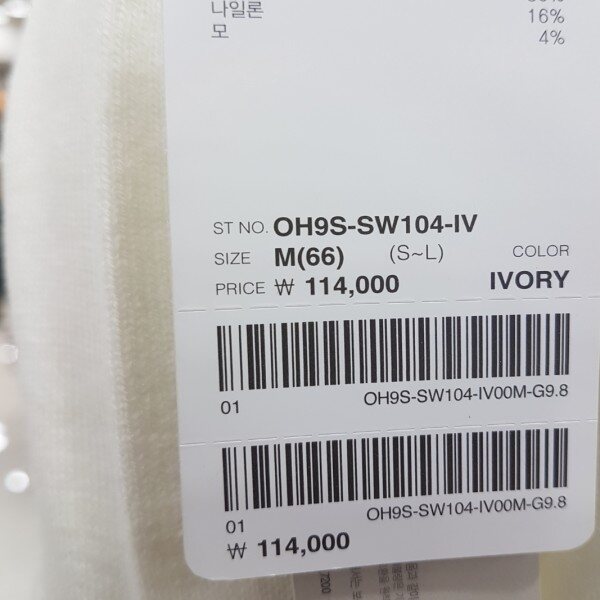 나일론 16%
모 4%
ST NO. OH9S-SW104-IV
SIZE M(66) (S~L) COLOR
PRICE ₩ 114,000 IVORY
01 OH9S-SW104-IV00M-G9.8
01 OH9S-SW104-IV00M-G9.8
₩ 114,000
7200